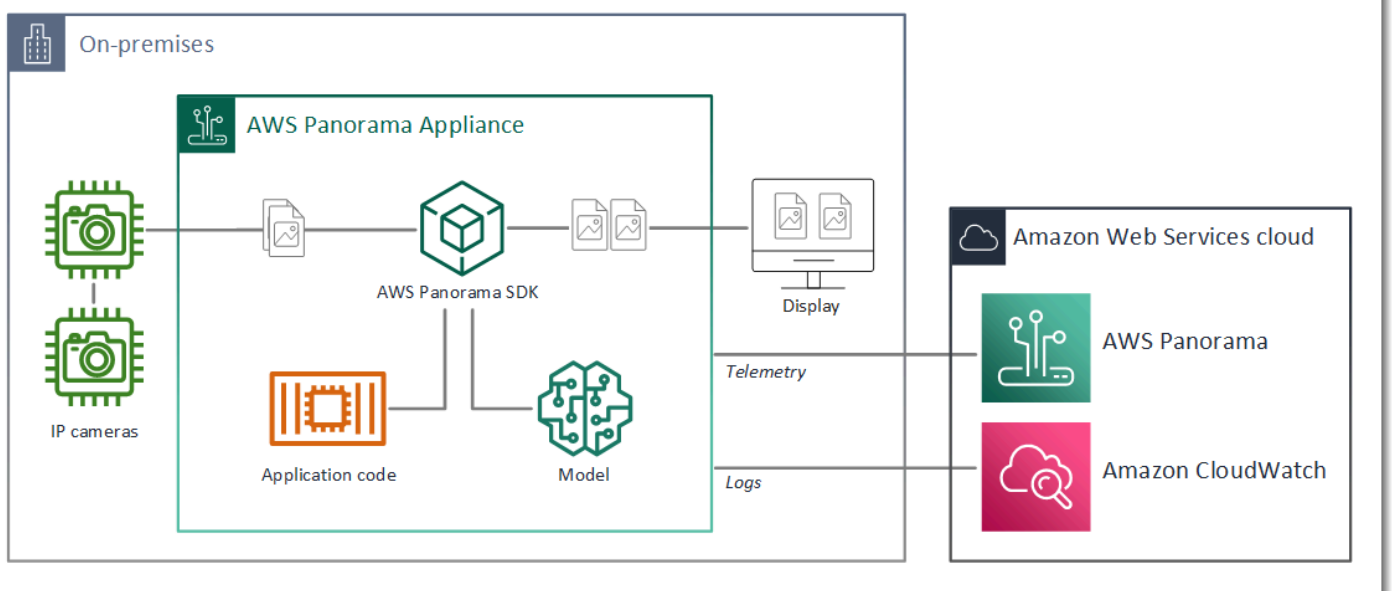 On-premises
AWS Panorama Appliance
AWS Panorama SDK
Display
IP cameras
Application code
Model
Telemetry
Logs
Amazon Web Services cloud
AWS Panorama
Amazon CloudWatch